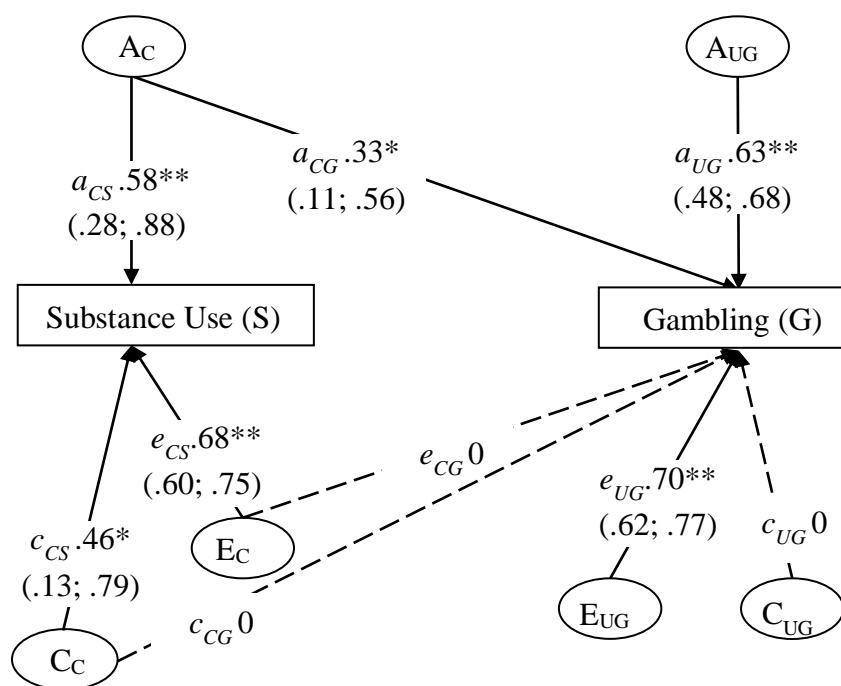 A_C
A_UG
a_CS .58**
(.28; .88)
a_CG .33*
(.11; .56)
a_UG .63**
(.48; .68)
Substance Use (S)
Gambling (G)
e_CS .68**
(.60; .75)
e_CG 0
e_UG .70**
(.62; .77)
c_UG 0
c_CS .46*
(.13; .79)
E_C
c_CG 0
E_UG
C_UG
C_C